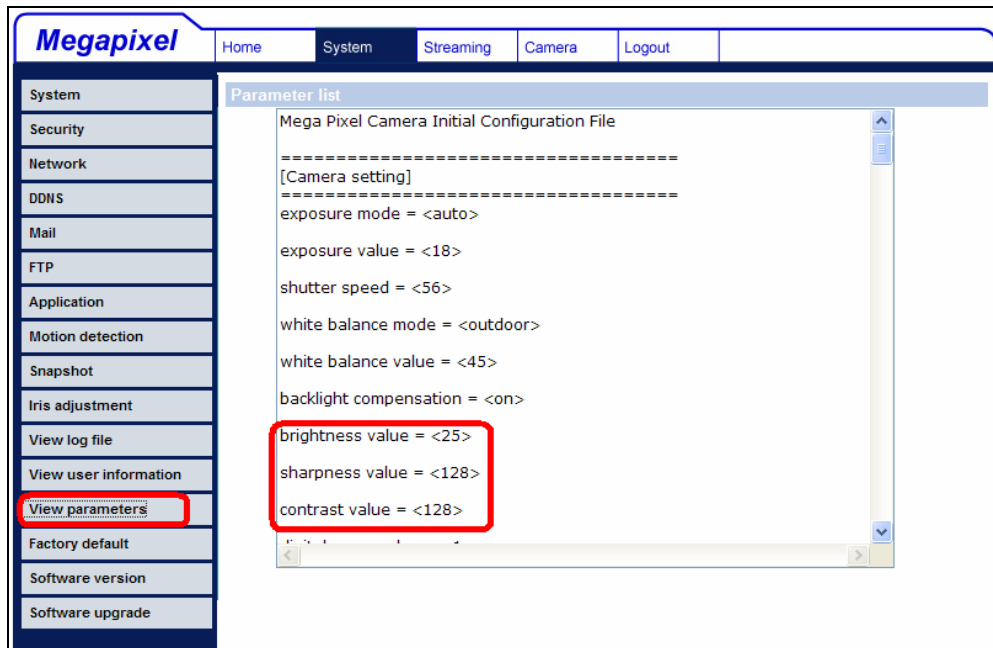 Megapixel
Home System Streaming Camera Logout
System
Security
Network
DDNS
Mail
FTP
Application
Motion detection
Snapshot
Iris adjustment
View log file
View user information
View parameters
Factory default
Software version
Software upgrade
Parameter list
Mega Pixel Camera Initial Configuration File
====================================
[Camera setting]
====================================
exposure mode = <auto>
exposure value = <18>
shutter speed = <56>
white balance mode = <outdoor>
white balance value = <45>
backlight compensation = <on>
brightness value = <25>
sharpness value = <128>
contrast value = <128>